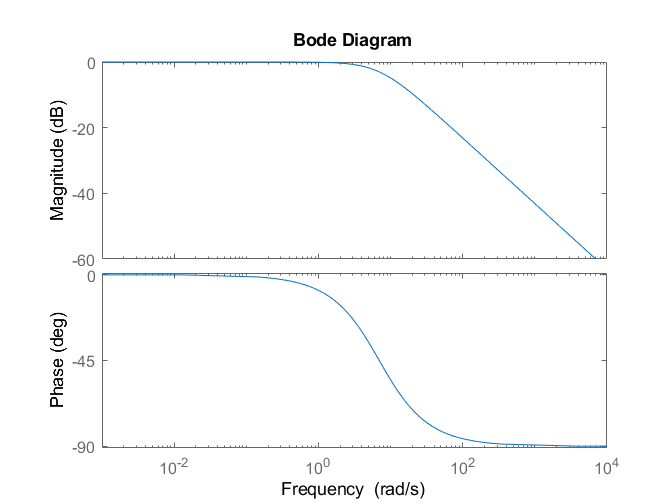 Bode Diagram
Magnitude (dB)
0
-20
-40
-60
Phase (deg)
0
-45
-90
10^-2
10^0
10^2
10^4
Frequency (rad/s)